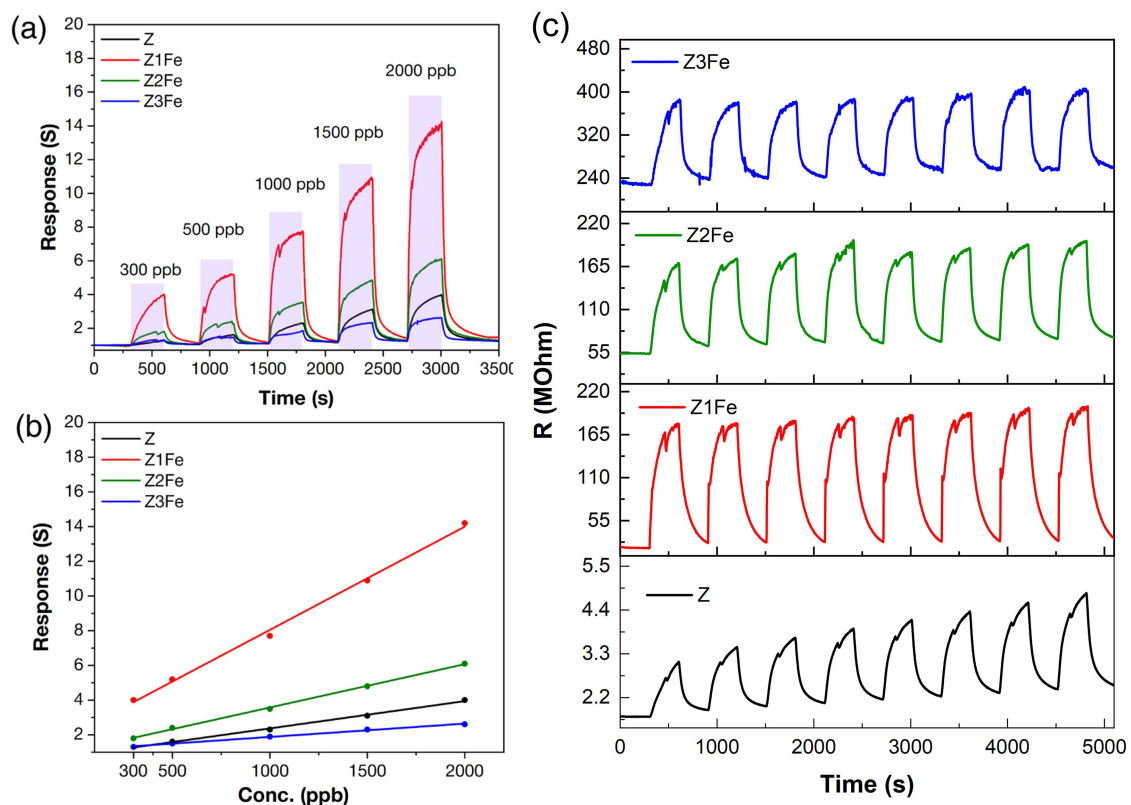 (a)
Response (S)
20
18
16
14
12
10
8
6
4
2
Z
Z1Fe
Z2Fe
Z3Fe
300 ppb
500 ppb
1000 ppb
1500 ppb
2000 ppb
0 500 1000 1500 2000 2500 3000 3500
Time (s)
(b)
Response (S)
20
18
16
14
12
10
8
6
4
2
Z
Z1Fe
Z2Fe
Z3Fe
300 500 1000 1500 2000
Conc. (ppb)
(c)
R (MOhm)
480
400
320
240
Z3Fe
220
165
110
55
Z2Fe
220
165
110
55
Z1Fe
5.5
4.4
3.3
2.2
Z
0 1000 2000 3000 4000 5000
Time (s)